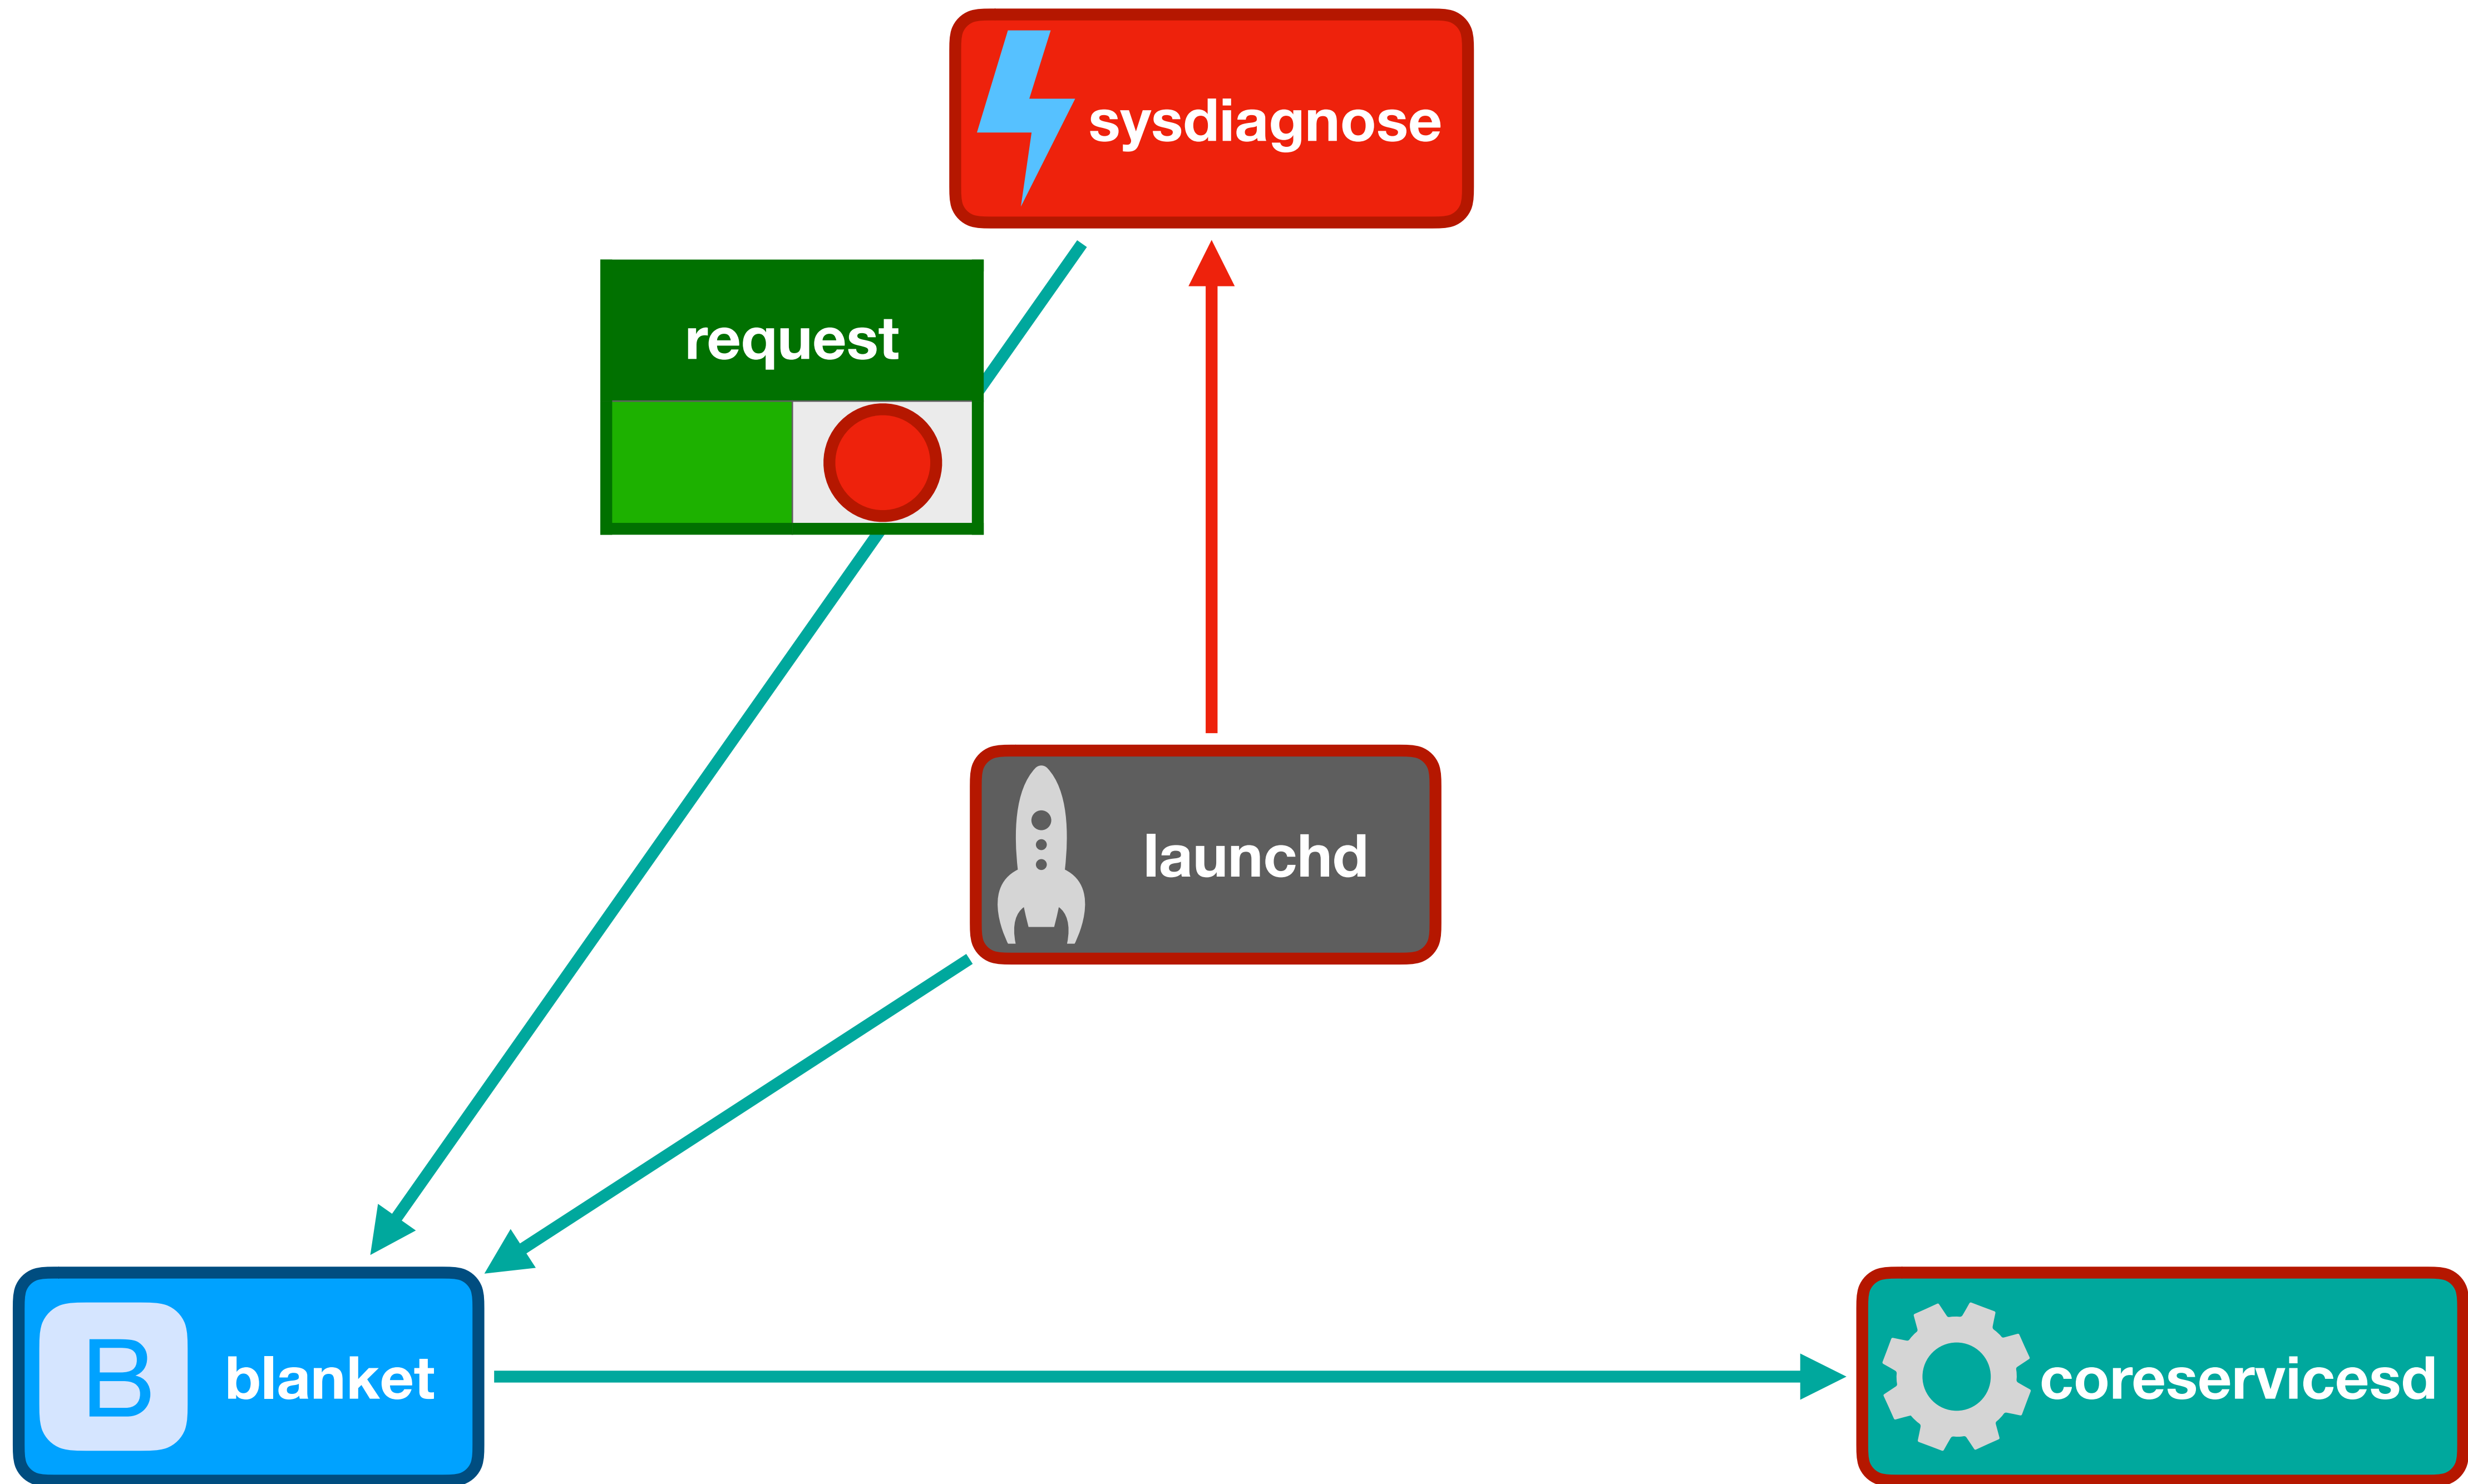 sysdiagnose
request
launchd
B
blanket
coreservicesd